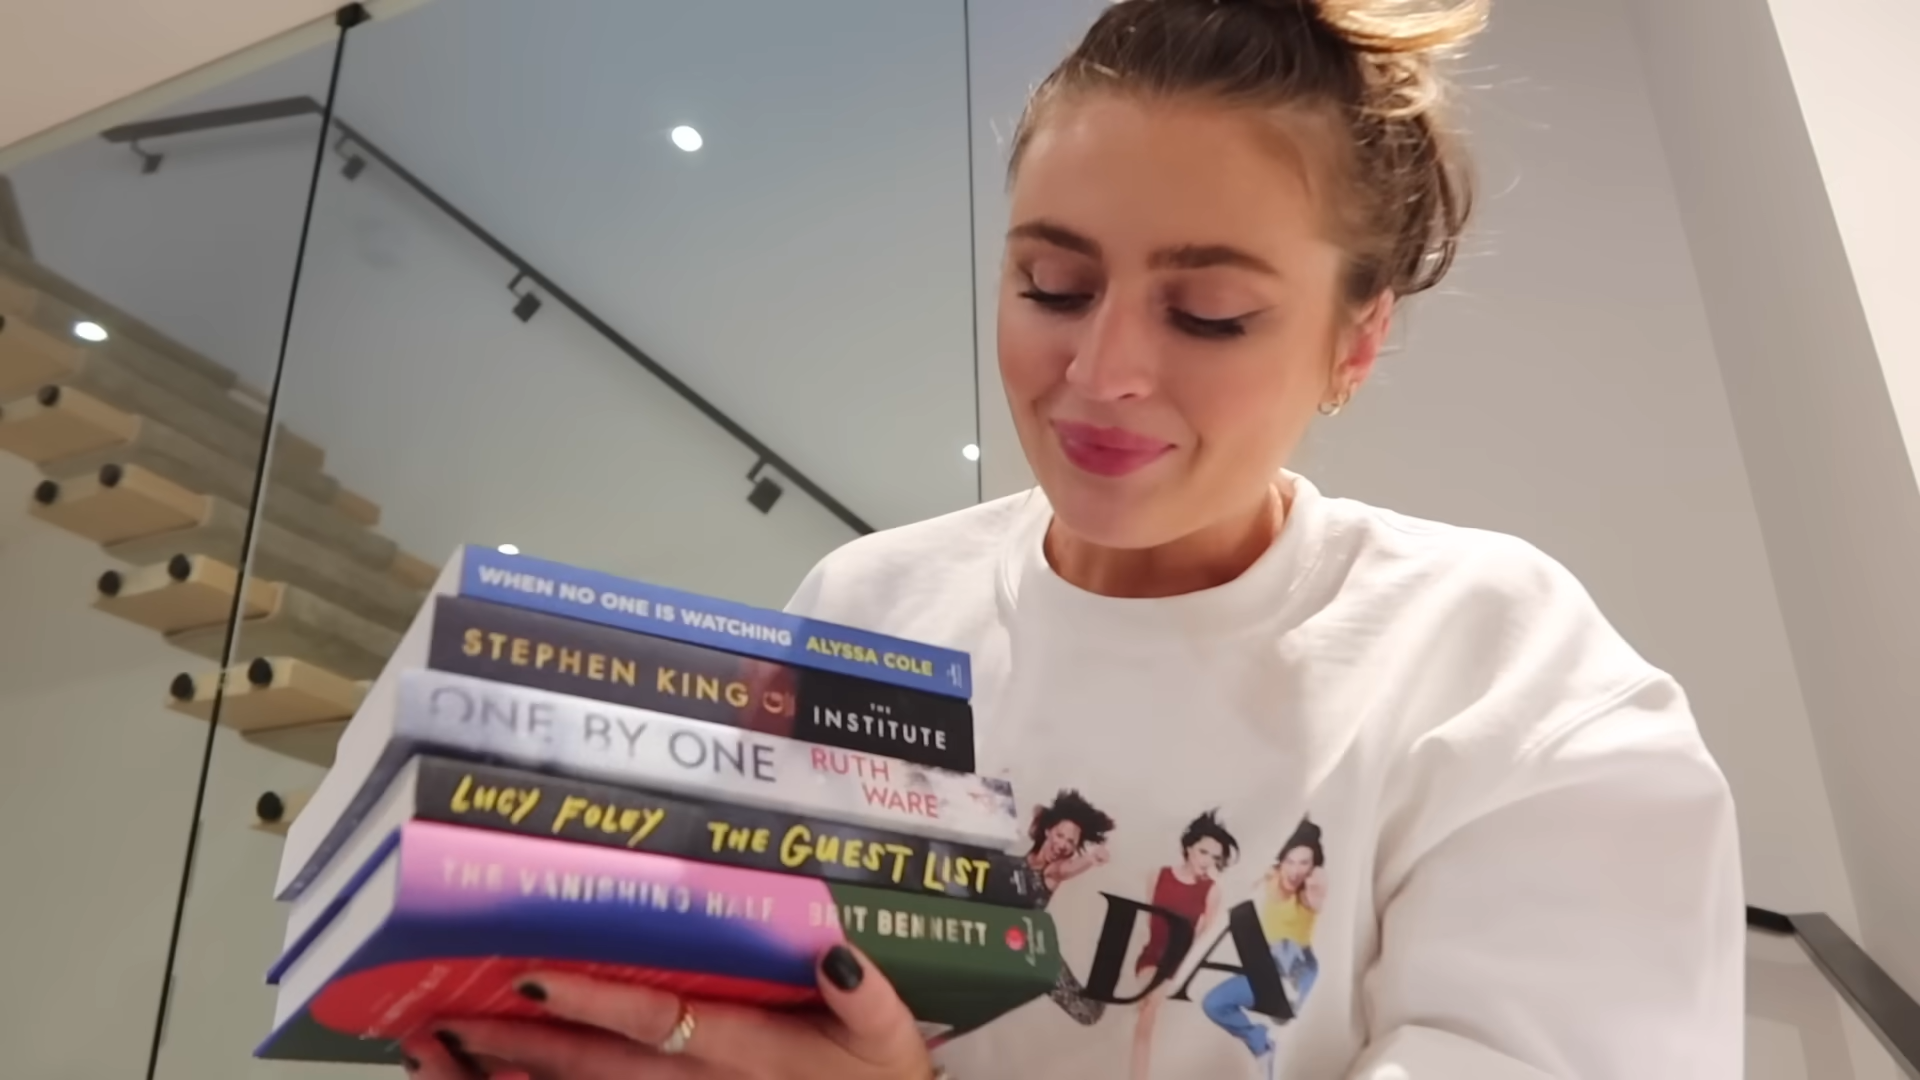 WHEN NO ONE IS WATCHING ALYSSA COLE
STEPHEN KING THE INSTITUTE
ONE BY ONE RUTH WARE
LUCY FOLEY THE GUEST LIST
THE VANISHING HALF BRIT BENNETT
DA